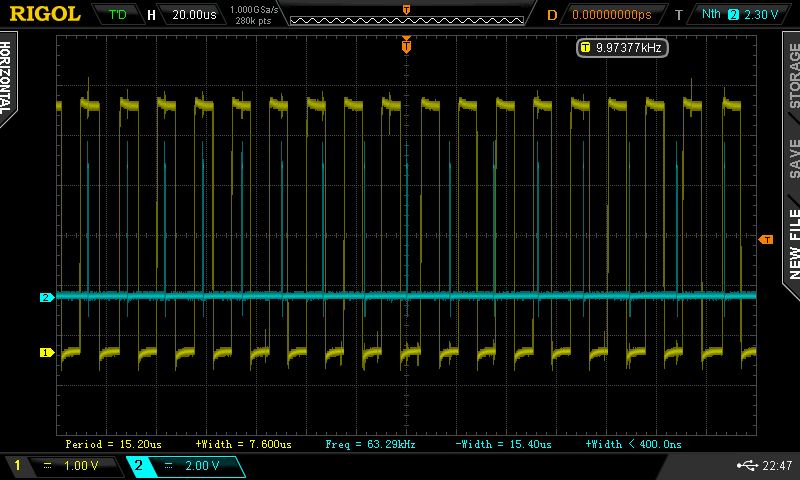 RIGOL T'D H 20.00us 1.000GSa/s 280k pts D 0.00000000ps T Nth 2 2.30 V
T
T 9.97377kHz
HORIZONTAL
STORAGE
SAVE
NEW FILE
T
2
1
Period = 15.20us +Width = 7.600us Freq = 63.29kHz -Width = 15.40us +Width < 400.0ns
1 1.00 V 2 2.00 V 22:47